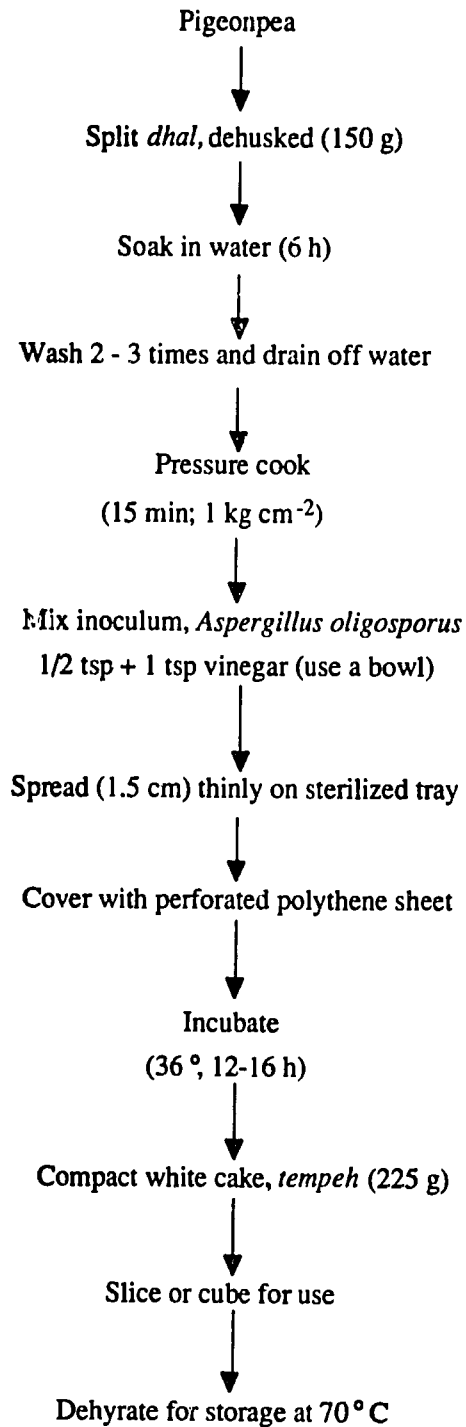 Pigeonpea
Split dhal, dehusked (150 g)
Soak in water (6 h)
Wash 2 - 3 times and drain off water
Pressure cook
(15 min; 1 kg cm-2)
Mix inoculum, Aspergillus oligosporus
1/2 tsp + 1 tsp vinegar (use a bowl)
Spread (1.5 cm) thinly on sterilized tray
Cover with perforated polythene sheet
Incubate
(36 °, 12-16 h)
Compact white cake, tempeh (225 g)
Slice or cube for use
Dehyrate for storage at 70° C